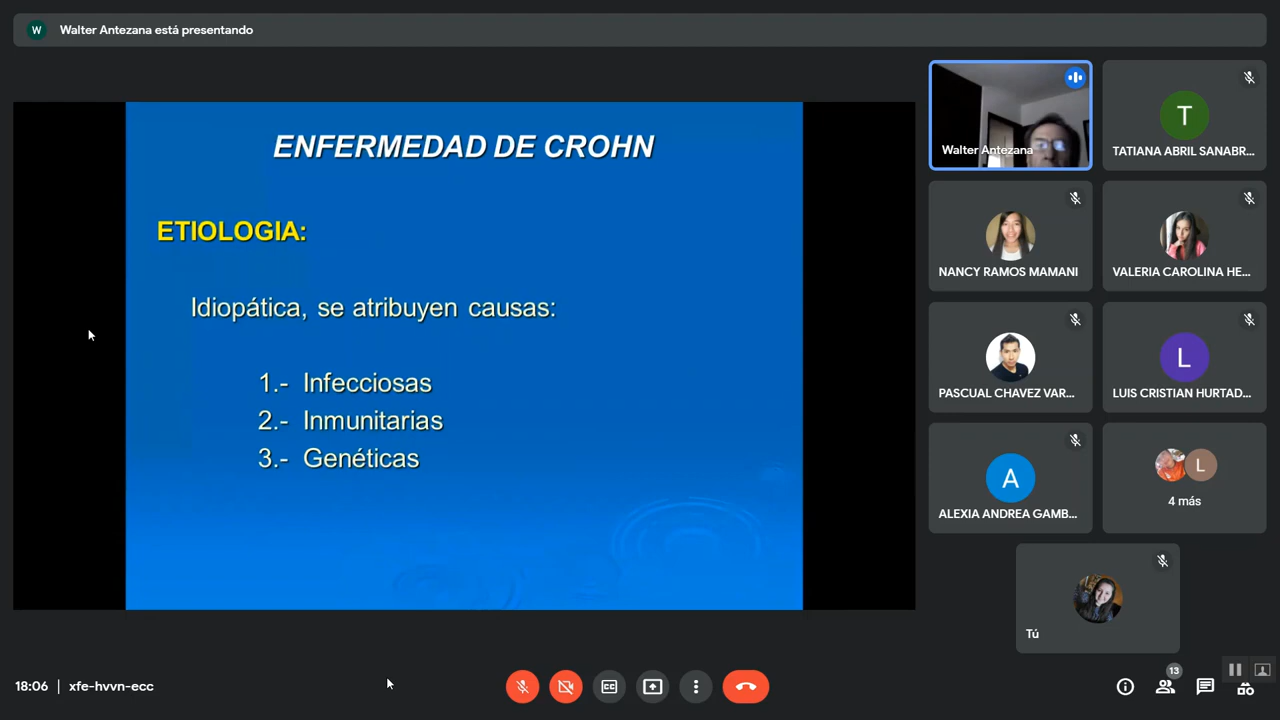 W Walter Antezana está presentando
ENFERMEDAD DE CROHN
ETIOLOGIA:
Idiopática, se atribuyen causas:
1.- Infecciosas
2.- Inmunitarias
3.- Genéticas
Walter Antezana
T
TATIANA ABRIL SANABR...
NANCY RAMOS MAMANI
VALERIA CAROLINA HE...
PASCUAL CHAVEZ VAR...
L
LUIS CRISTIAN HURTAD...
A
ALEXIA ANDREA GAMB...
L
4 más
Tú
18:06 | xfe-hvvn-ecc
CC
13